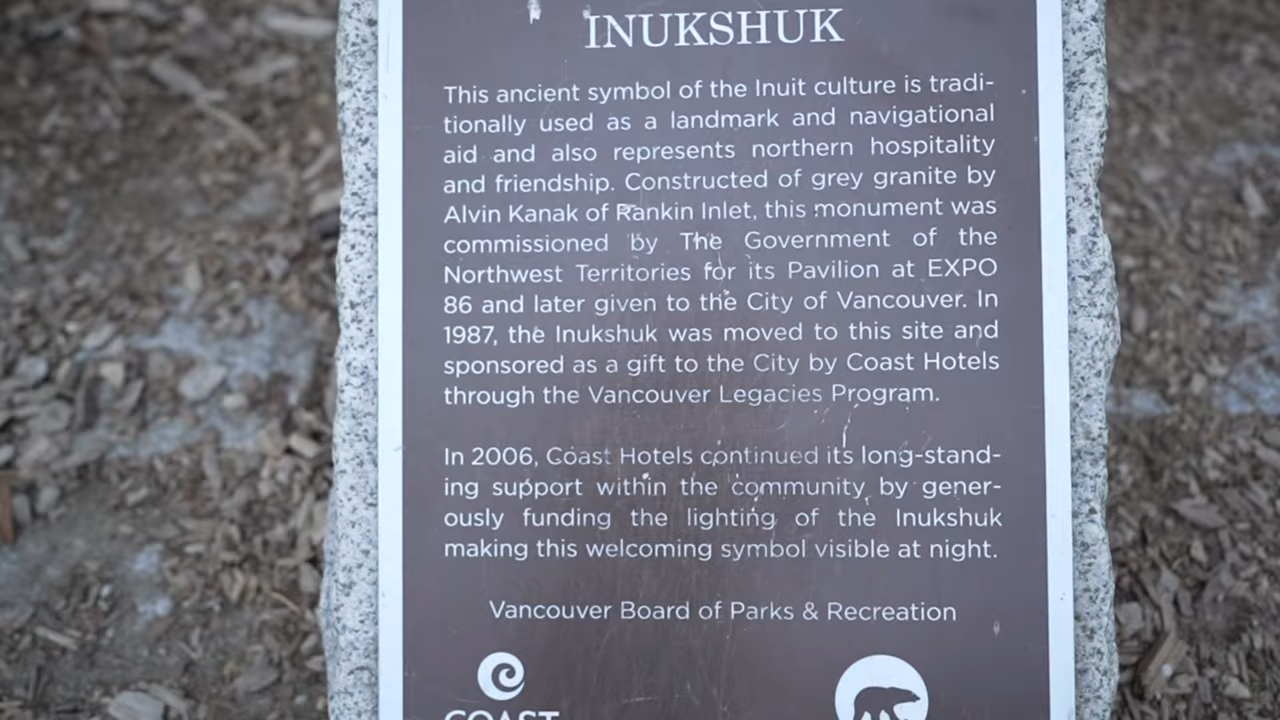 INUKSHUK
This ancient symbol of the Inuit culture is tradi-
tionally used as a landmark and navigational
aid and also represents northern hospitality
and friendship. Constructed of grey granite by
Alvin Kanak of Rankin Inlet, this monument was
commissioned by The Government of the
Northwest Territories for its Pavilion at EXPO
86 and later given to the City of Vancouver. In
1987, the Inukshuk was moved to this site and
sponsored as a gift to the City by Coast Hotels
through the Vancouver Legacies Program.
In 2006, Coast Hotels continued its long-stand-
ing support within the community by gener-
ously funding the lighting of the Inukshuk
making this welcoming symbol visible at night.
Vancouver Board of Parks & Recreation
COAST